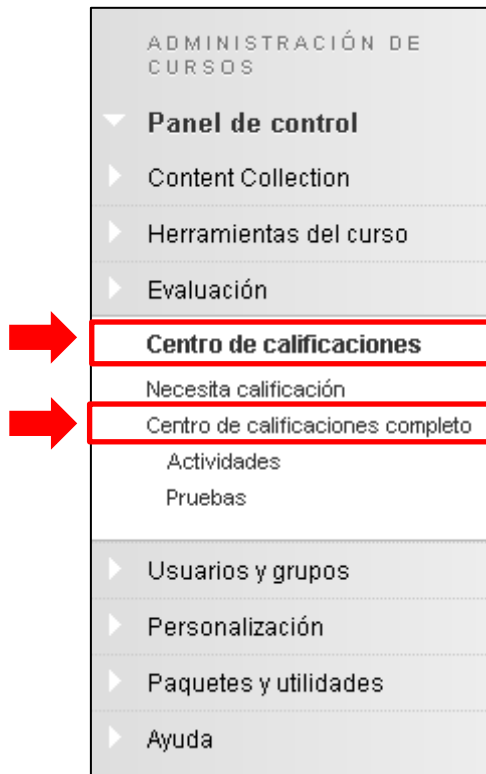 ADMINISTRACIÓN DE
CURSOS
Panel de control
Content Collection
Herramientas del curso
Evaluación
Centro de calificaciones
Necesita calificación
Centro de calificaciones completo
Actividades
Pruebas
Usuarios y grupos
Personalización
Paquetes y utilidades
Ayuda